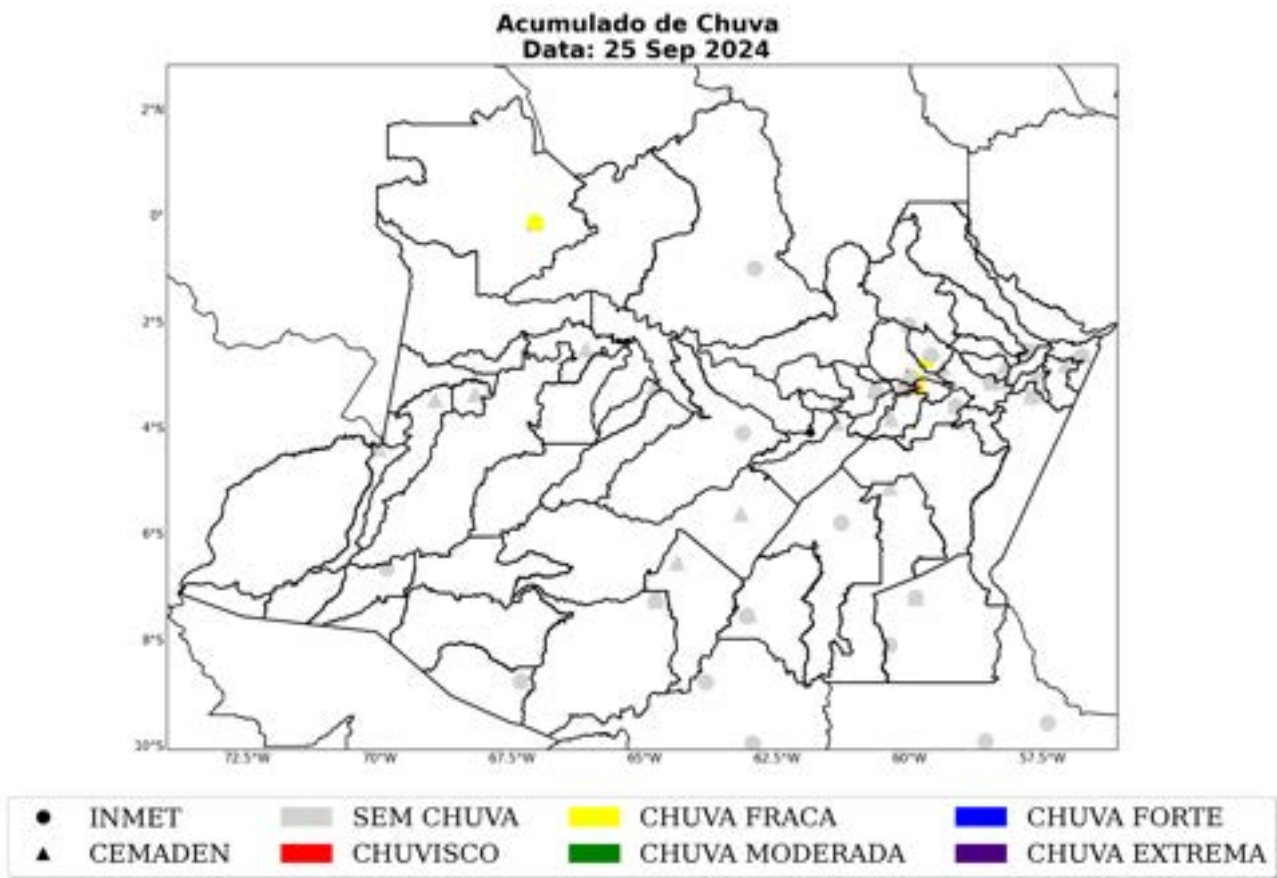 Acumulado de Chuva
Data: 25 Sep 2024
2°N
0°
2°S
4°S
6°S
8°S
10°S
72.5°W 70°W 67.5°W 65°W 62.5°W 60°W 57.5°W
INMET SEM CHUVA CHUVA FRACA CHUVA FORTE
CEMADEN CHUVISCO CHUVA MODERADA CHUVA EXTREMA